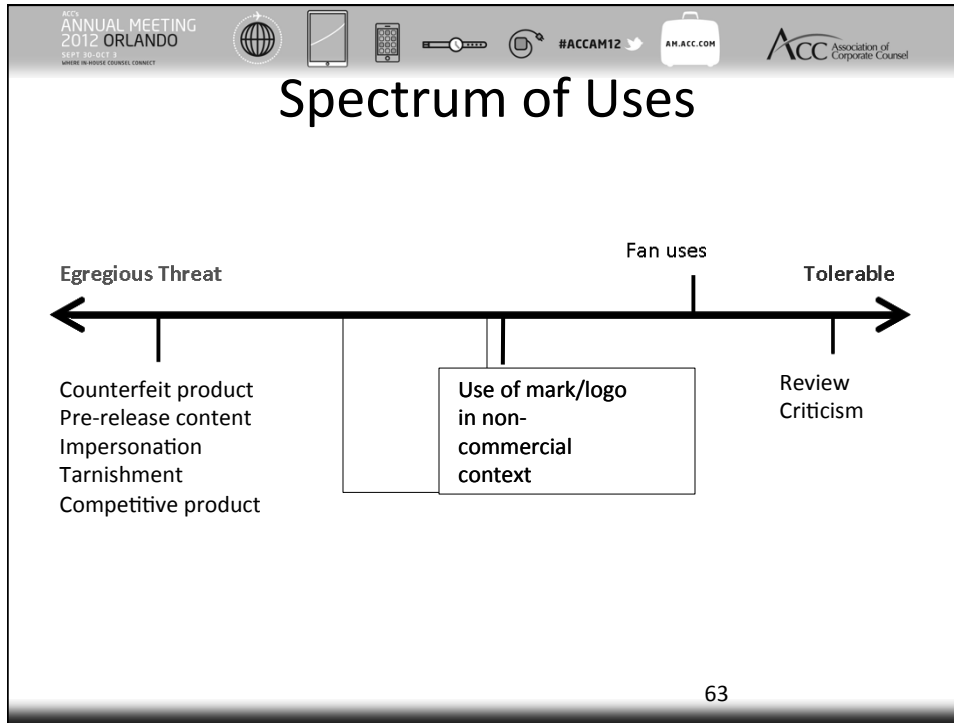 ACC's
ANNUAL MEETING
2012 ORLANDO
SEPT 30-OCT 3
WHERE IN-HOUSE COUNSEL CONNECT
#ACCAM12
AM.ACC.COM
ACC Association of
Corporate Counsel
Spectrum of Uses
Fan uses
Egregious Threat
Tolerable
Counterfeit product
Pre-release content
Impersonation
Tarnishment
Competitive product
Use of mark/logo
in non-
commercial
context
Review
Criticism
63